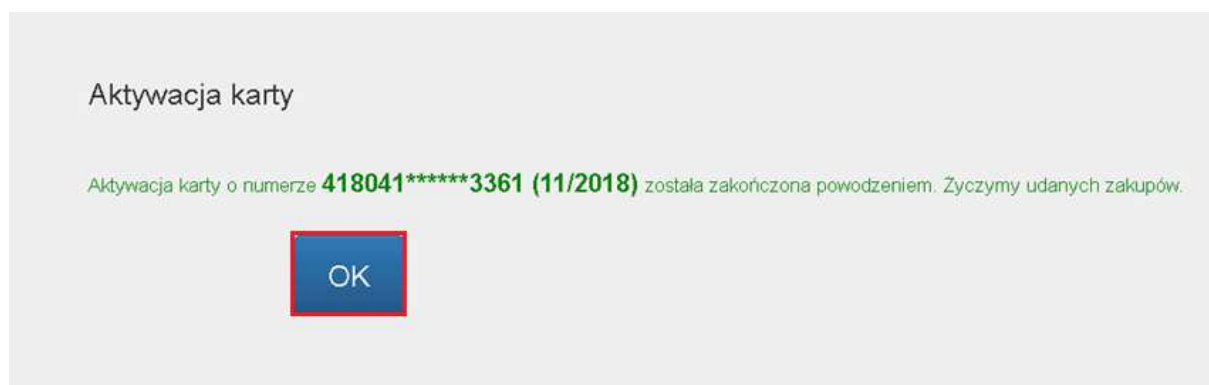 Aktywacja karty
Aktywacja karty o numerze 418041******3361 (11/2018) została zakończona powodzeniem. Życzymy udanych zakupów.
OK